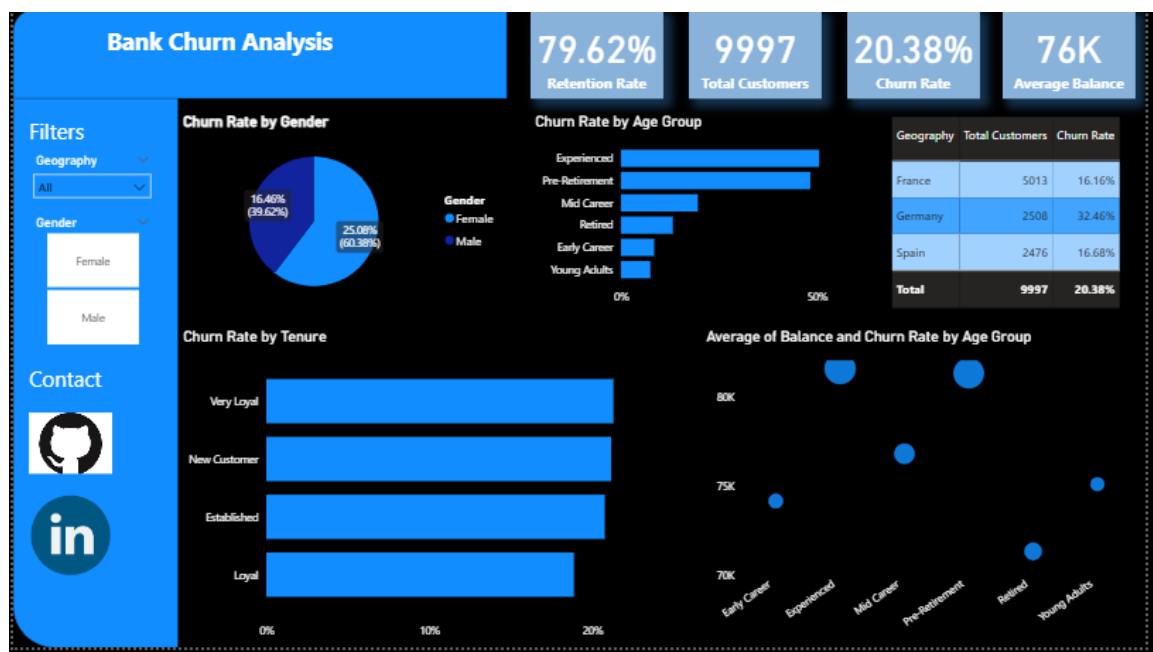 Bank Churn Analysis
79.62%
Retention Rate
9997
Total Customers
20.38%
Churn Rate
76K
Average Balance
Filters
Geography
All
Gender
Female
Male
Contact
in
Churn Rate by Gender
16.46%
(39.62%)
25.08%
(60.38%)
Gender
Female
Male
Churn Rate by Age Group
Experienced
Pre-Retirement
Mid Career
Retired
Early Career
Young Adults
0% 50%
Geography Total Customers Churn Rate
France 5013 16.16%
Germany 2508 32.46%
Spain 2476 16.68%
Total 9997 20.38%
Churn Rate by Tenure
Very Loyal
New Customer
Established
Loyal
0% 10% 20%
Average of Balance and Churn Rate by Age Group
80K
75K
70K
Early Career
Experienced
Mid Career
Pre-Retirement
Retired
Young Adults